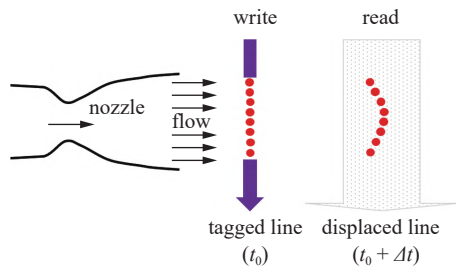 write
read
nozzle
flow
tagged line
(t₀)
displaced line
(t₀ + Δt)